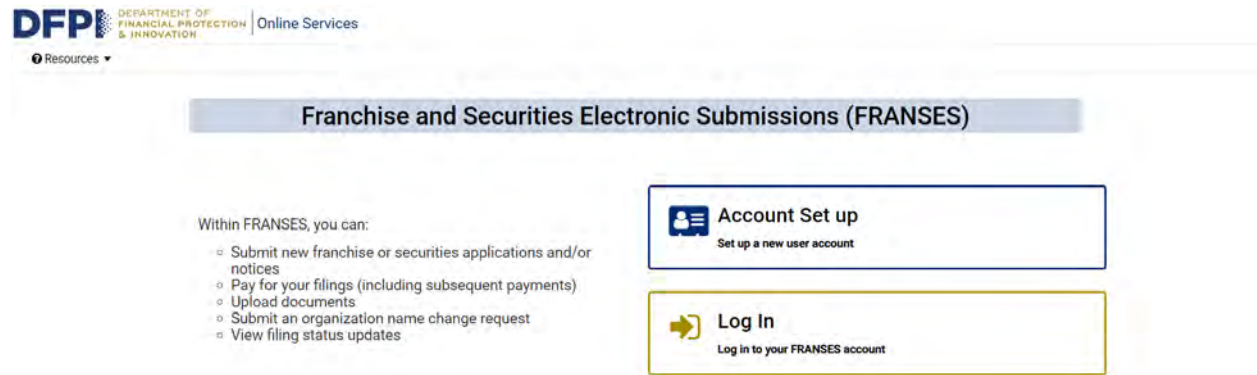 DFPI DEPARTMENT OF
FINANCIAL PROTECTION
& INNOVATION
Online Services
Resources
Franchise and Securities Electronic Submissions (FRANSES)
Within FRANSES, you can:
Submit new franchise or securities applications and/or
notices
Pay for your filings (including subsequent payments)
Upload documents
Submit an organization name change request
View filing status updates
Account Set up
Set up a new user account
Log In
Log in to your FRANSES account